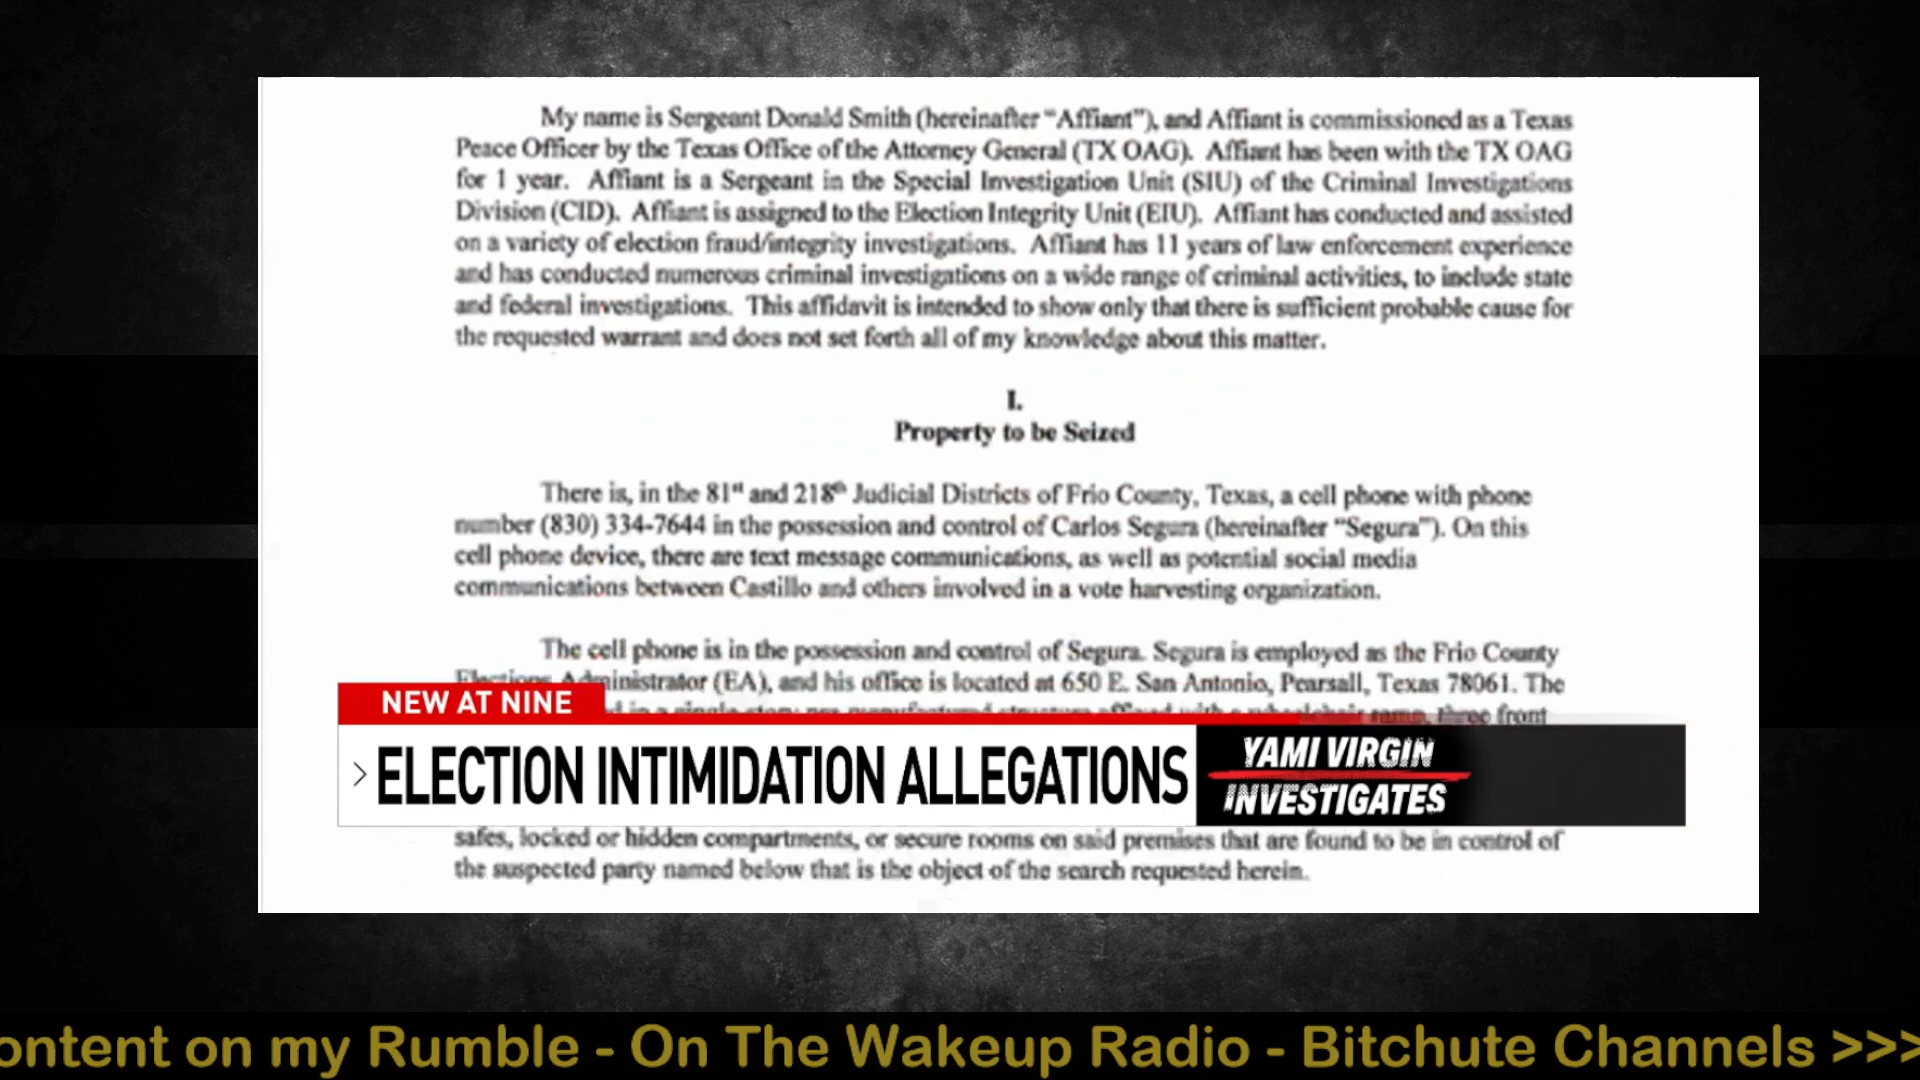 My name is Sergeant Donald Smith (hereinafter “Affiant”), and Affiant is commissioned as a Texas
Peace Officer by the Texas Office of the Attorney General (TX OAG). Affiant has been with the TX OAG
for 1 year. Affiant is a Sergeant in the Special Investigation Unit (SIU) of the Criminal Investigations
Division (CID). Affiant is assigned to the Election Integrity Unit (EIU). Affiant has conducted and assisted
on a variety of election fraud/integrity investigations. Affiant has 11 years of law enforcement experience
and has conducted numerous criminal investigations on a wide range of criminal activities, to include state
and federal investigations. This affidavit is intended to show only that there is sufficient probable cause for
the requested warrant and does not set forth all of my knowledge about this matter.
I.
Property to be Seized
There is, in the 81st and 218th Judicial Districts of Frio County, Texas, a cell phone with phone
number (830) 334-7644 in the possession and control of Carlos Segura (hereinafter “Segura”). On this
cell phone device, there are text message communications, as well as potential social media
communications between Castillo and others involved in a vote harvesting organization.
The cell phone is in the possession and control of Segura. Segura is employed as the Frio County
Elections Administrator (EA), and his office is located at 650 E. San Antonio, Pearsall, Texas 78061. The
in a single story structure with a wheelchair ramp, three front
NEW AT NINE
> ELECTION INTIMIDATION ALLEGATIONS
YAMI VIRGIN
INVESTIGATES
safes, locked or hidden compartments, or secure rooms on said premises that are found to be in control of
the suspected party named below that is the object of the search requested herein.
ontent on my Rumble - On The Wakeup Radio - Bitchute Channels >>>